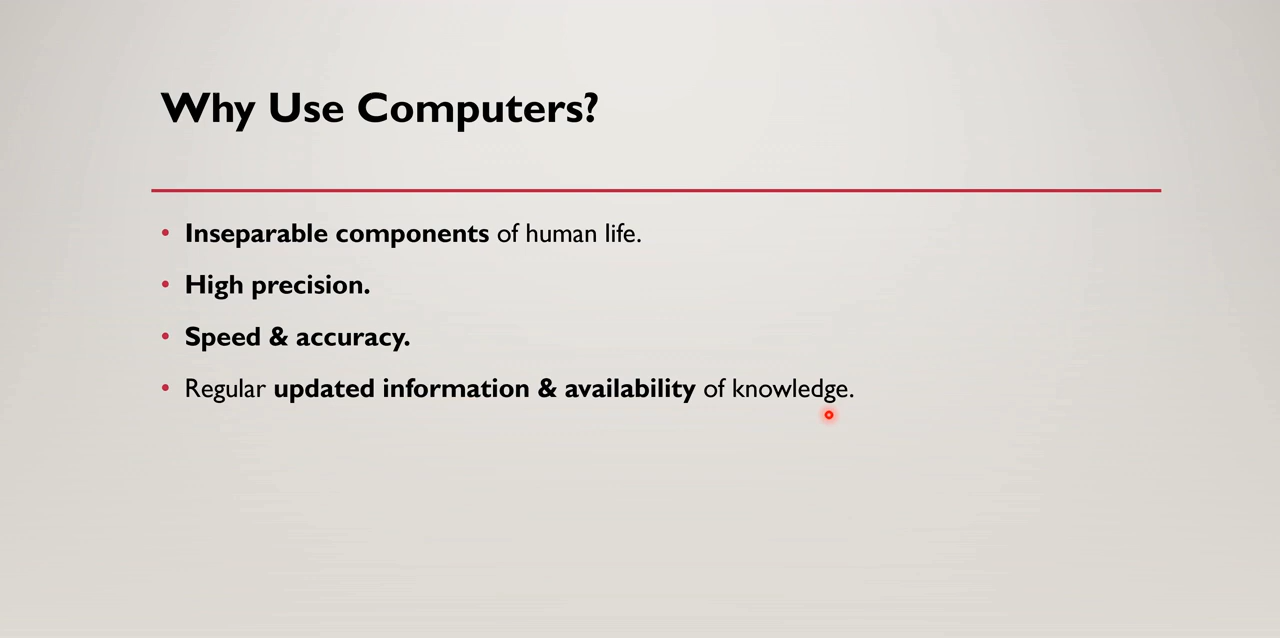 Why Use Computers?
• Inseparable components of human life.
• High precision.
• Speed & accuracy.
• Regular updated information & availability of knowledge.